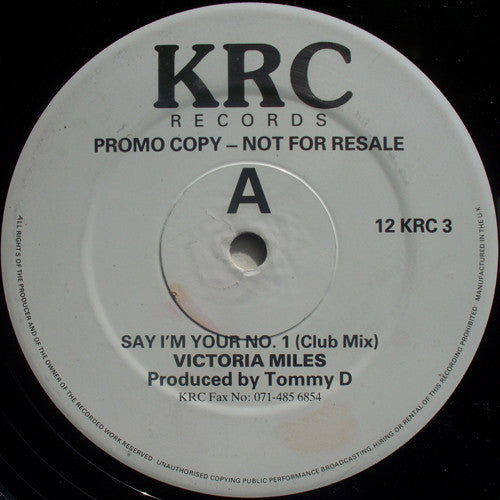 KRC
RECORDS
PROMO COPY – NOT FOR RESALE
A
12 KRC 3
SAY I'M YOUR NO. 1 (Club Mix)
VICTORIA MILES
Produced by Tommy D
KRC Fax No: 071-485 6854
ALL RIGHTS OF THE PRODUCER AND OF THE OWNER OF THE RECORDED WORK RESERVED UNAUTHORISED COPYING PUBLIC PERFORMANCE BROADCASTING, HIRING OR RENTAL OF THIS RECORDING PROHIBITED MANUFACTURED IN THE U.K.